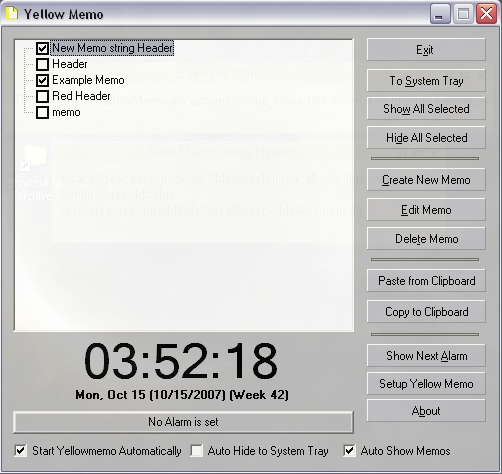 Yellow Memo
New Memo string Header
Header
Example Memo
Red Header
memo
03:52:18
Mon, Oct 15 (10/15/2007) (Week 42)
No Alarm is set
Start Yellowmemo Automatically
Auto Hide to System Tray
Auto Show Memos
Exit
To System Tray
Show All Selected
Hide All Selected
Create New Memo
Edit Memo
Delete Memo
Paste from Clipboard
Copy to Clipboard
Show Next Alarm
Setup Yellow Memo
About